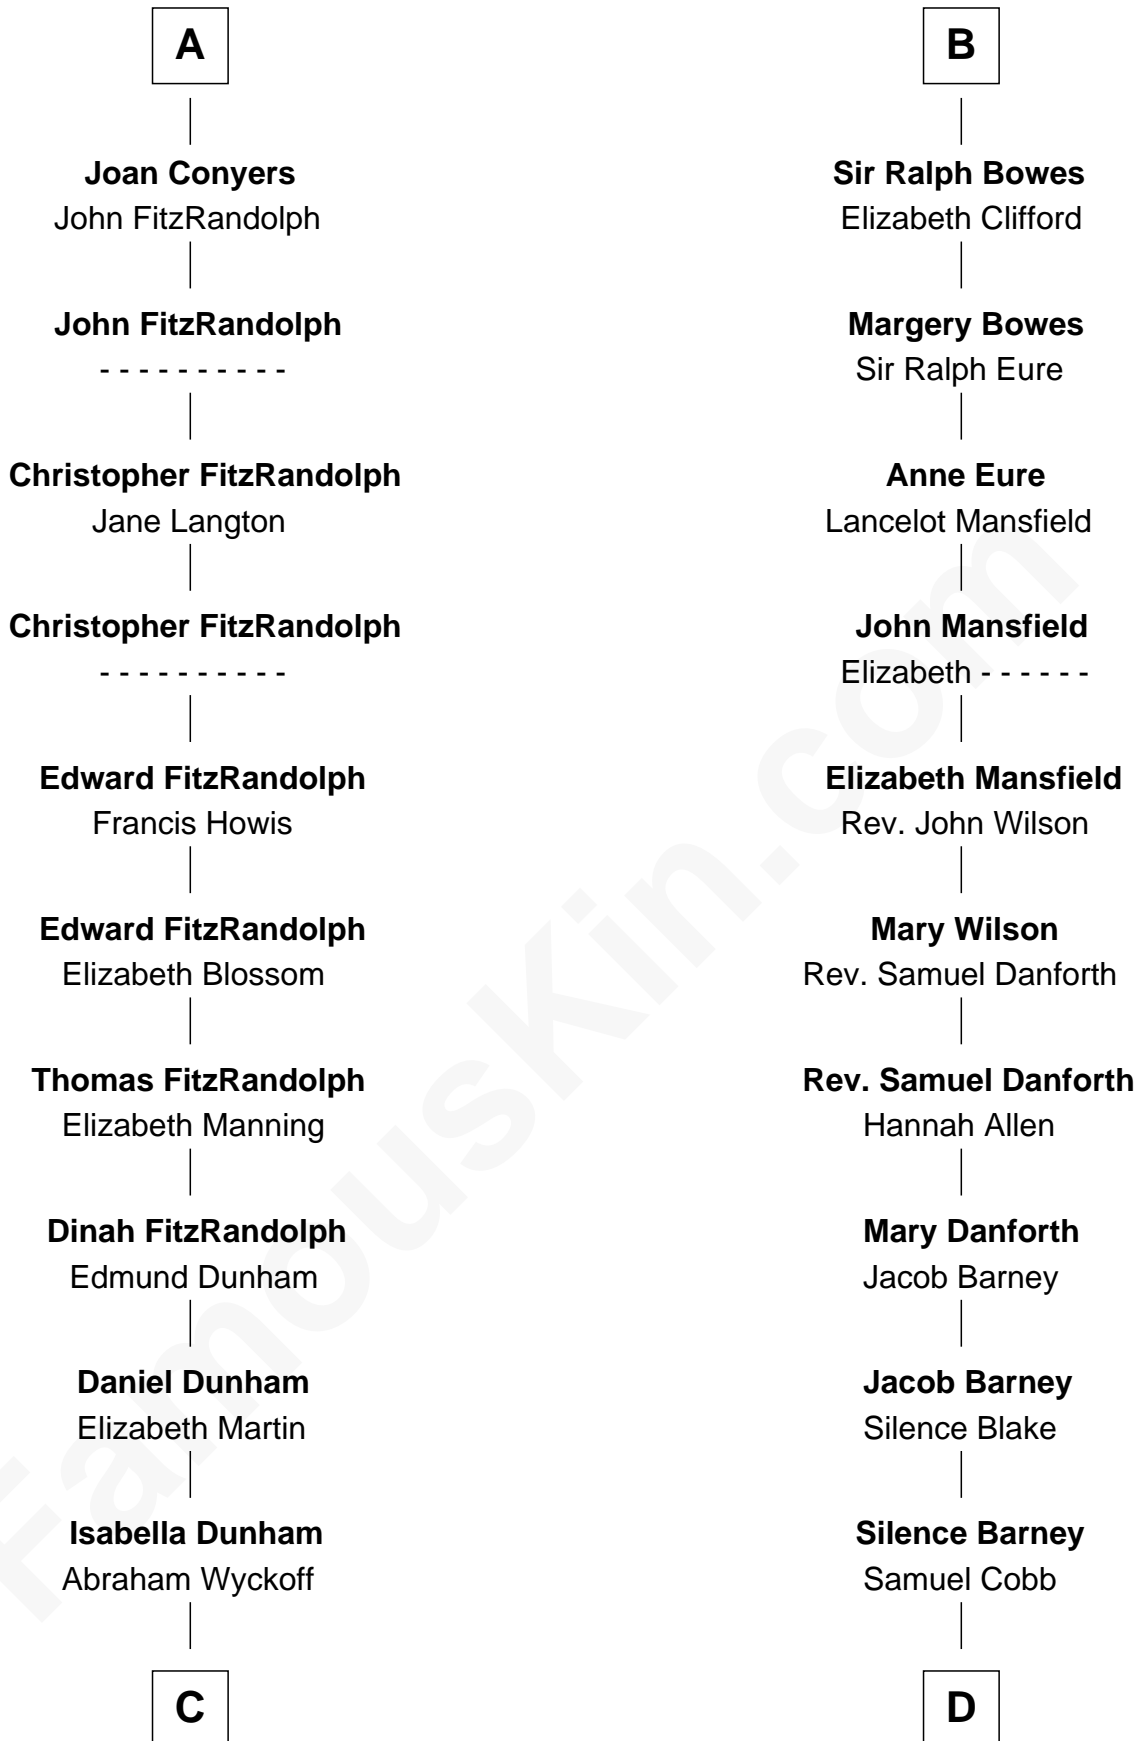 A
Joan Conyers
John FitzRandolph
John FitzRandolph
- - - - - - - - - -
Christopher FitzRandolph
Jane Langton
Christopher FitzRandolph
- - - - - - - - - -
Edward FitzRandolph
Francis Howis
Edward FitzRandolph
Elizabeth Blossom
Thomas FitzRandolph
Elizabeth Manning
Dinah FitzRandolph
Edmund Dunham
Daniel Dunham
Elizabeth Martin
Isabella Dunham
Abraham Wyckoff
C
B
Sir Ralph Bowes
Elizabeth Clifford
Margery Bowes
Sir Ralph Eure
Anne Eure
Lancelot Mansfield
John Mansfield
Elizabeth - - - - - -
Elizabeth Mansfield
Rev. John Wilson
Mary Wilson
Rev. Samuel Danforth
Rev. Samuel Danforth
Hannah Allen
Mary Danforth
Jacob Barney
Jacob Barney
Silence Blake
Silence Barney
Samuel Cobb
D
FamousKin.com